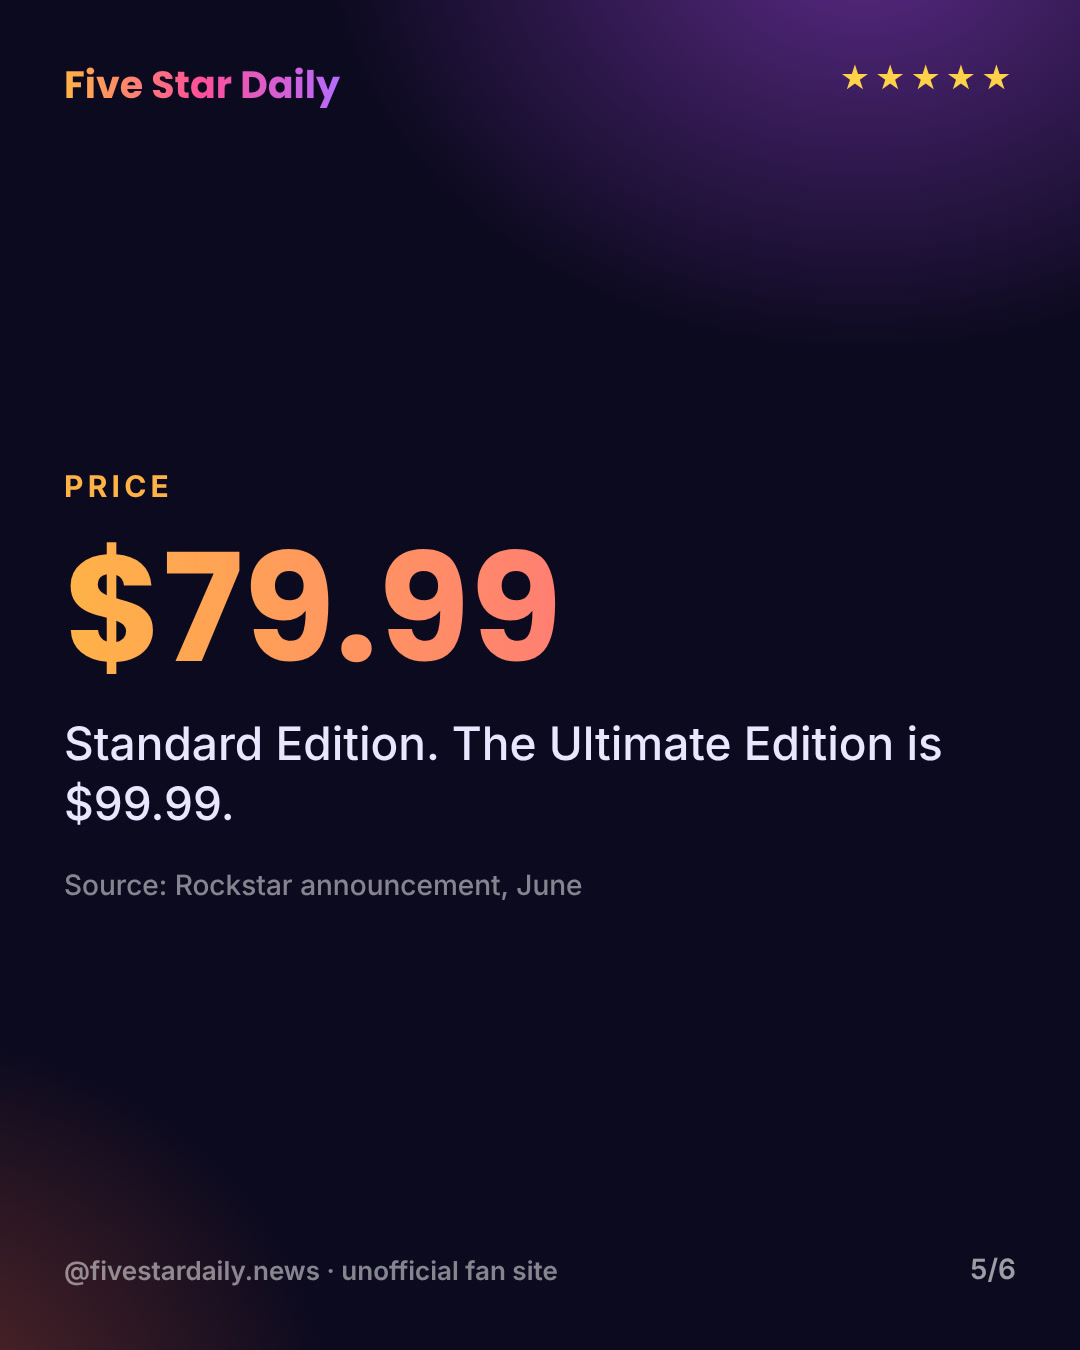 Five Star Daily
★★★★★
PRICE
$79.99
Standard Edition. The Ultimate Edition is
$99.99.
Source: Rockstar announcement, June
@fivestardaily.news · unofficial fan site
5/6